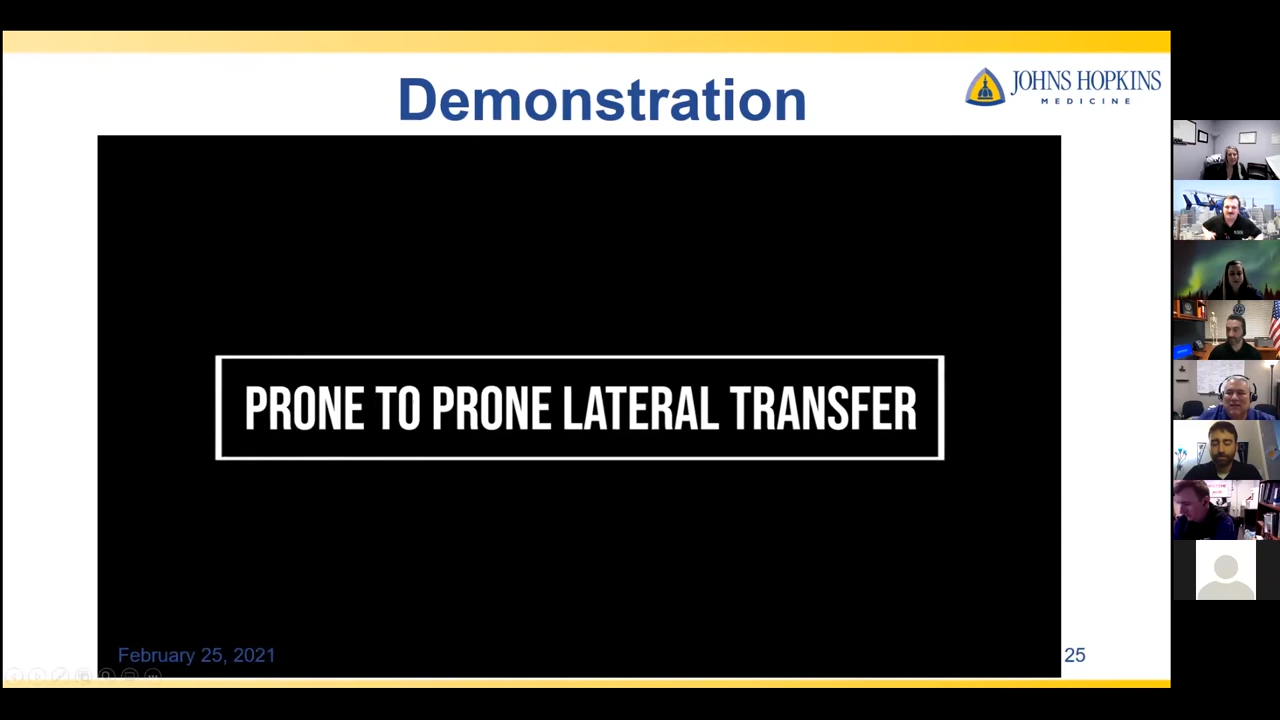 Demonstration
JOHNS HOPKINS
MEDICINE
PRONE TO PRONE LATERAL TRANSFER
February 25, 2021
25